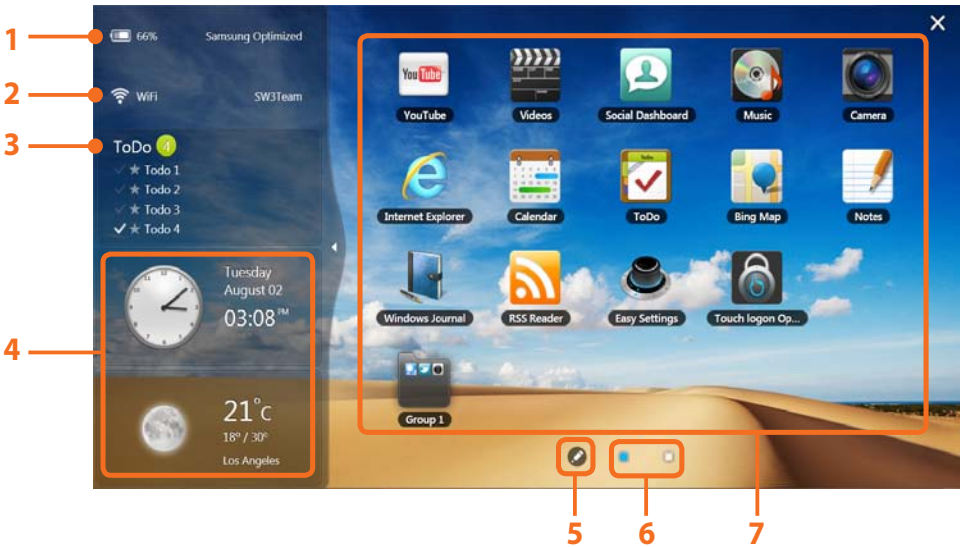 1
66%
Samsung Optimized
2
WiFi
SW3Team
3
ToDo 4
Todo 1
Todo 2
Todo 3
Todo 4
4
Tuesday
August 02
03:08 PM
21°c
18° / 30°
Los Angeles
You Tube
YouTube
Videos
Social Dashboard
Music
Camera
Internet Explorer
Calendar
ToDo
ToDo
Bing Map
Notes
Windows Journal
RSS Reader
Easy Settings
Touch logon Op...
Group 1
5
6
7